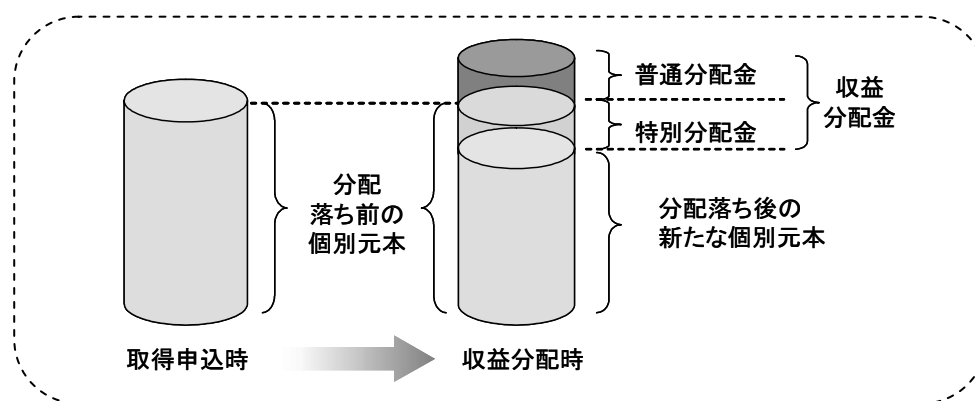 普通分配金
特別分配金
収益
分配金
分配
落ち前の
個別元本
分配落ち後の
新たな個別元本
取得申込時
収益分配時